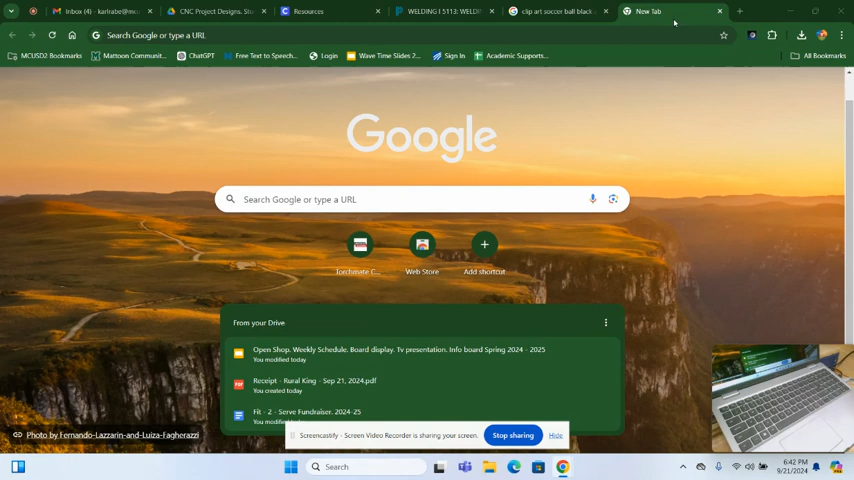 Inbox (4) - karlrabe@mc
CNC Project Designs. Stu
Resources
WELDING I 5113: WELDIN
clip art soccer ball black a
New Tab
Search Google or type a URL
MCUSD2 Bookmarks
Mattoon Communit...
ChatGPT
Free Text to Speech...
Login
Wave Time Slides 2...
Sign In
Academic Supports...
All Bookmarks
Google
Search Google or type a URL
Torchmate C...
Web Store
Add shortcut
From your Drive
Open Shop. Weekly Schedule. Board display. Tv presentation. Info board Spring 2024 - 2025
You modified today
Receipt - Rural King - Sep 21, 2024.pdf
You created today
Fit - 2 - Serve Fundraiser. 2024-25
You modified
Photo by Fernando-Lazzarin-and-Luiza-Fagherazzi
Screencastify - Screen Video Recorder is sharing your screen.
Stop sharing
Hide
Search
6:42 PM
9/21/2024